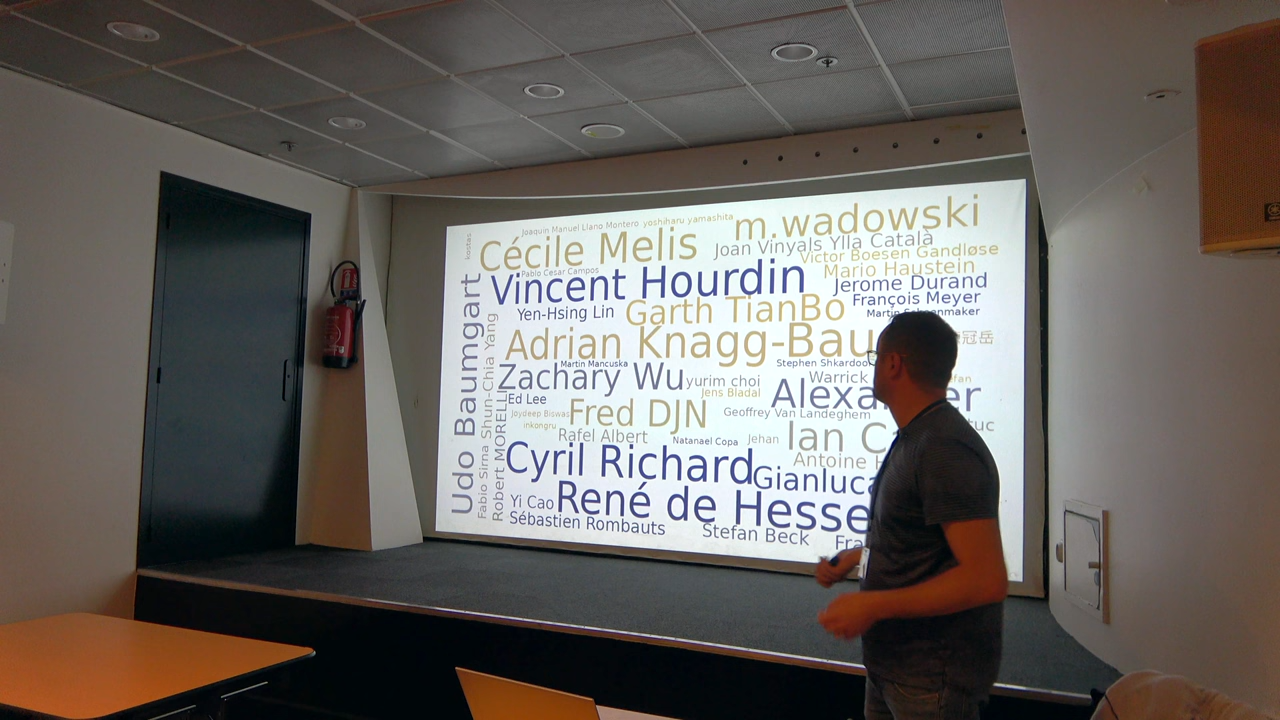 Joaquin Manuel Llano Montero
yoshiharu yamashita
m.wadowski
kostas
Cécile Melis
Joan Vinyals Ylla Català
Victor Boesen Gandløse
Pablo Cesar Campos
Mario Haustein
Vincent Hourdin
Jerome Durand
François Meyer
Yen-Hsing Lin
Garth TianBo
Martin
Adrian Knagg-Bau
冠岳
Martin Mancuska
Stephen Shkardoo
Zachary Wu
yurim choi
Warrick
Jens Bladal
Ed Lee
Joydeep Biswas
Fred DJN
Geoffrey Van Landeghem
inkongru
Rafel Albert
Natanael Copa
Jehan
Ian
Antoine
Cyril Richard
Gianluca
Yi Cao
René de Hesse
Sébastien Rombauts
Stefan Beck
Fra
Udo Baumgart
Fabio Sirna
Shun-Chia Yang
Robert MORELLI